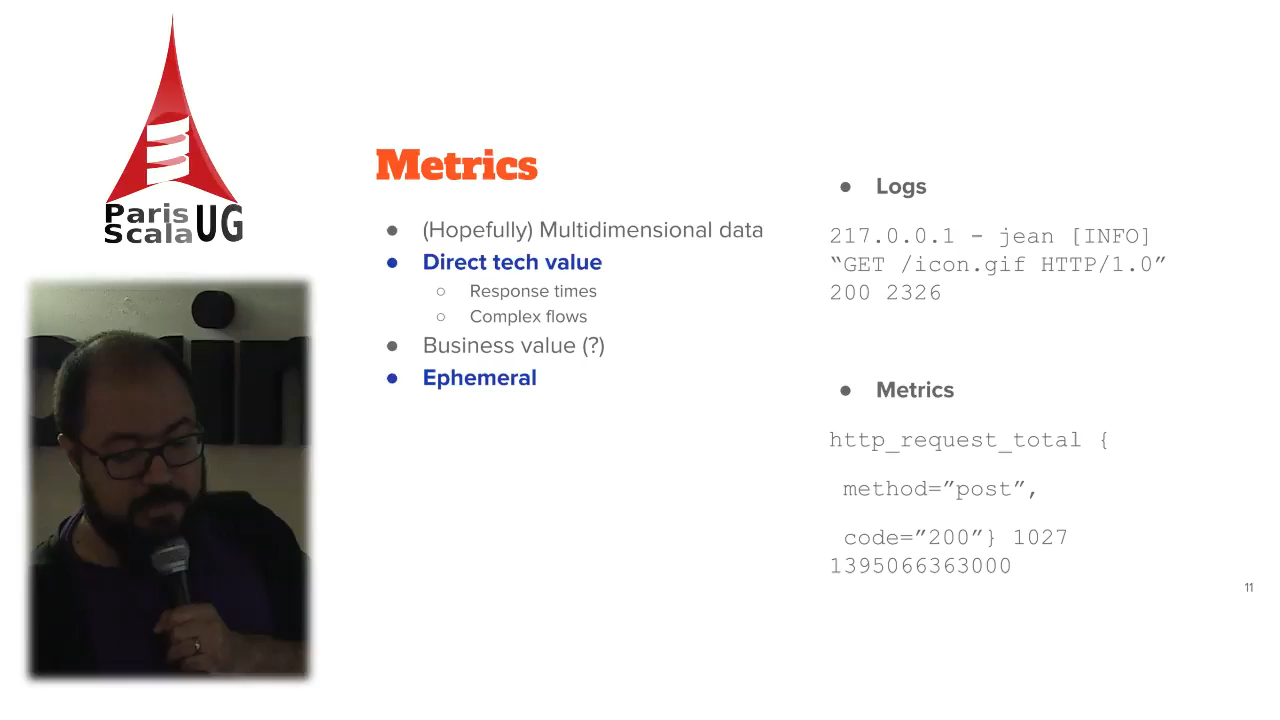 Paris
Scala UG
Metrics
● (Hopefully) Multidimensional data
● Direct tech value
○ Response times
○ Complex flows
● Business value (?)
● Ephemeral
● Logs
217.0.0.1 - jean [INFO]
“GET /icon.gif HTTP/1.0”
200 2326
● Metrics
http_request_total {
method=”post”,
code=”200”} 1027
1395066363000
11